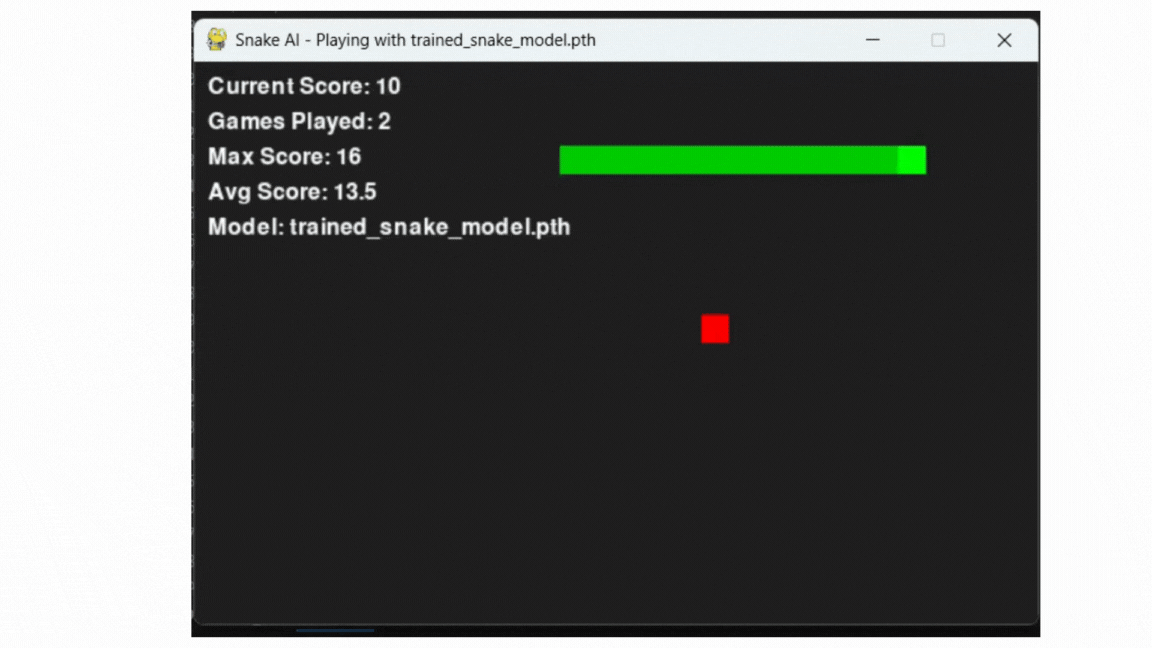 Snake AI - Playing with trained_snake_model.pth
Current Score: 10
Games Played: 2
Max Score: 16
Avg Score: 13.5
Model: trained_snake_model.pth